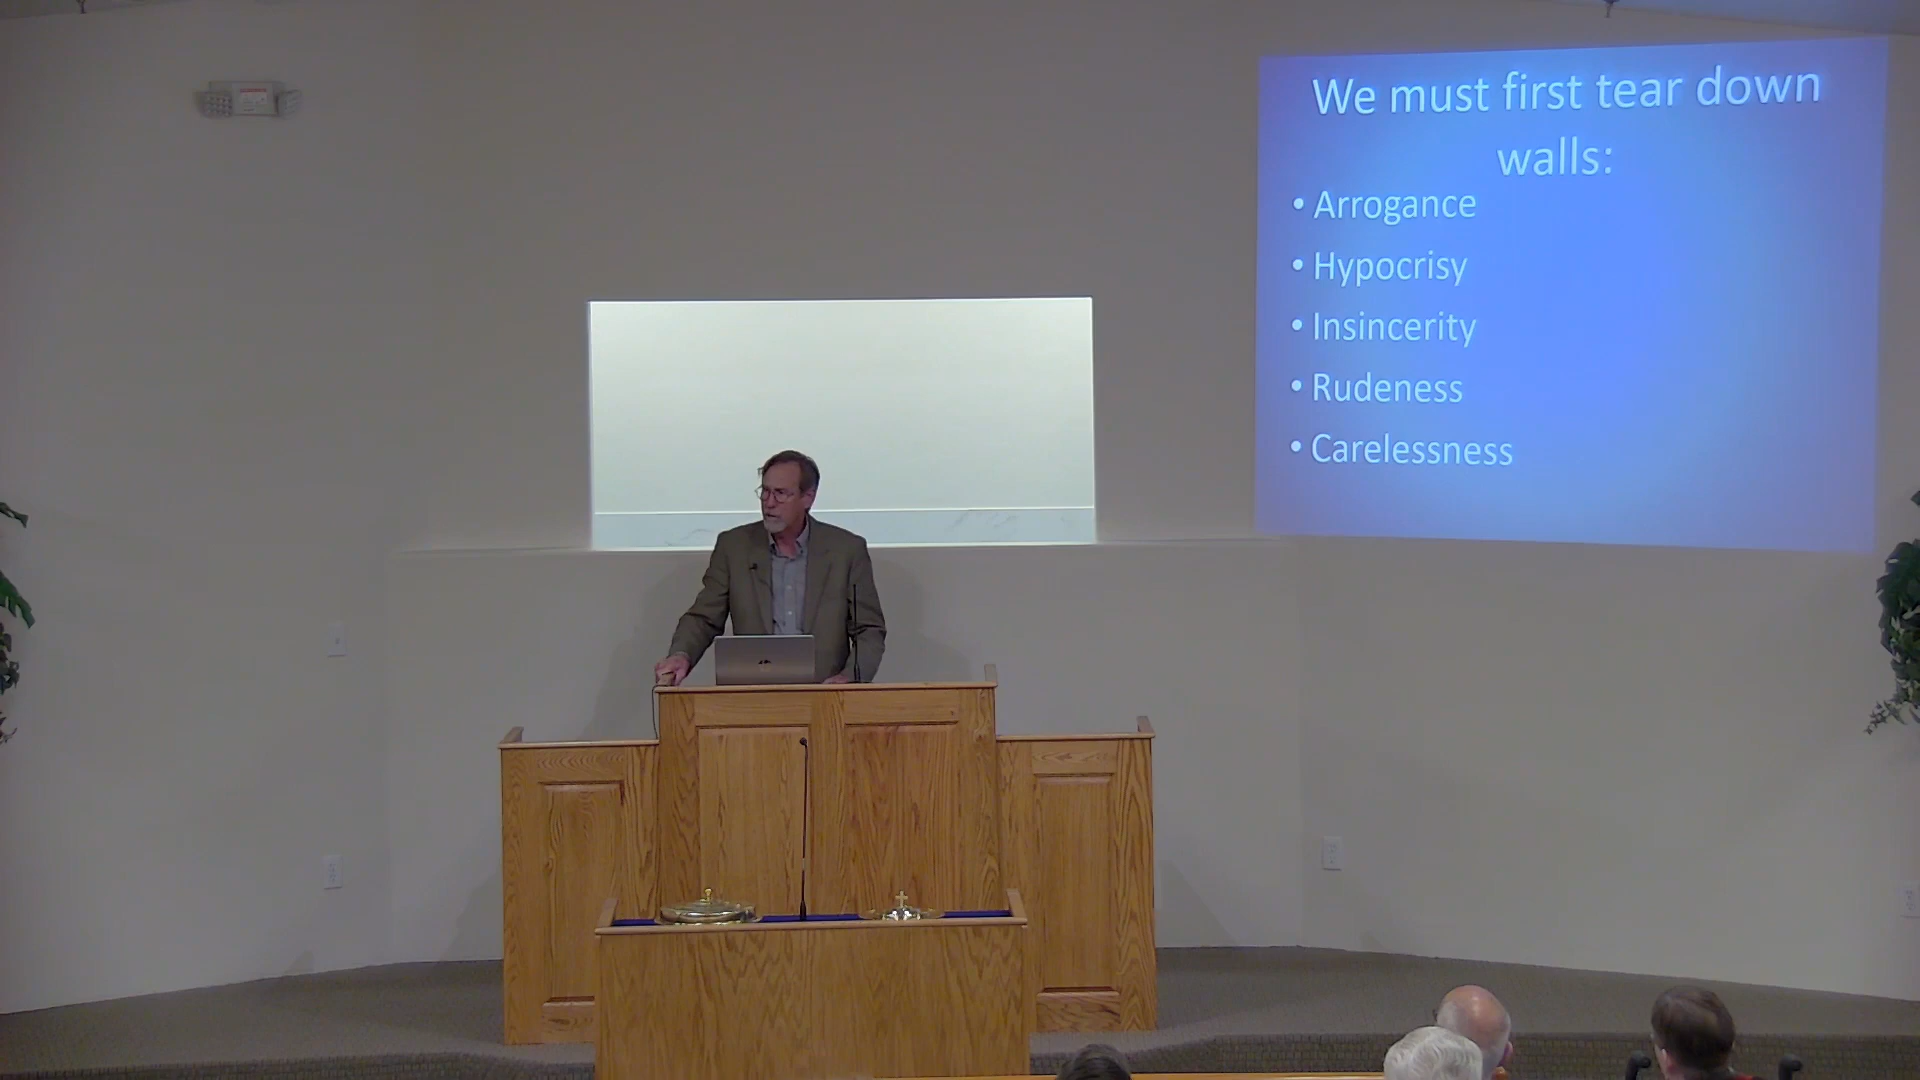 We must first tear down
walls:
• Arrogance
• Hypocrisy
• Insincerity
• Rudeness
• Carelessness